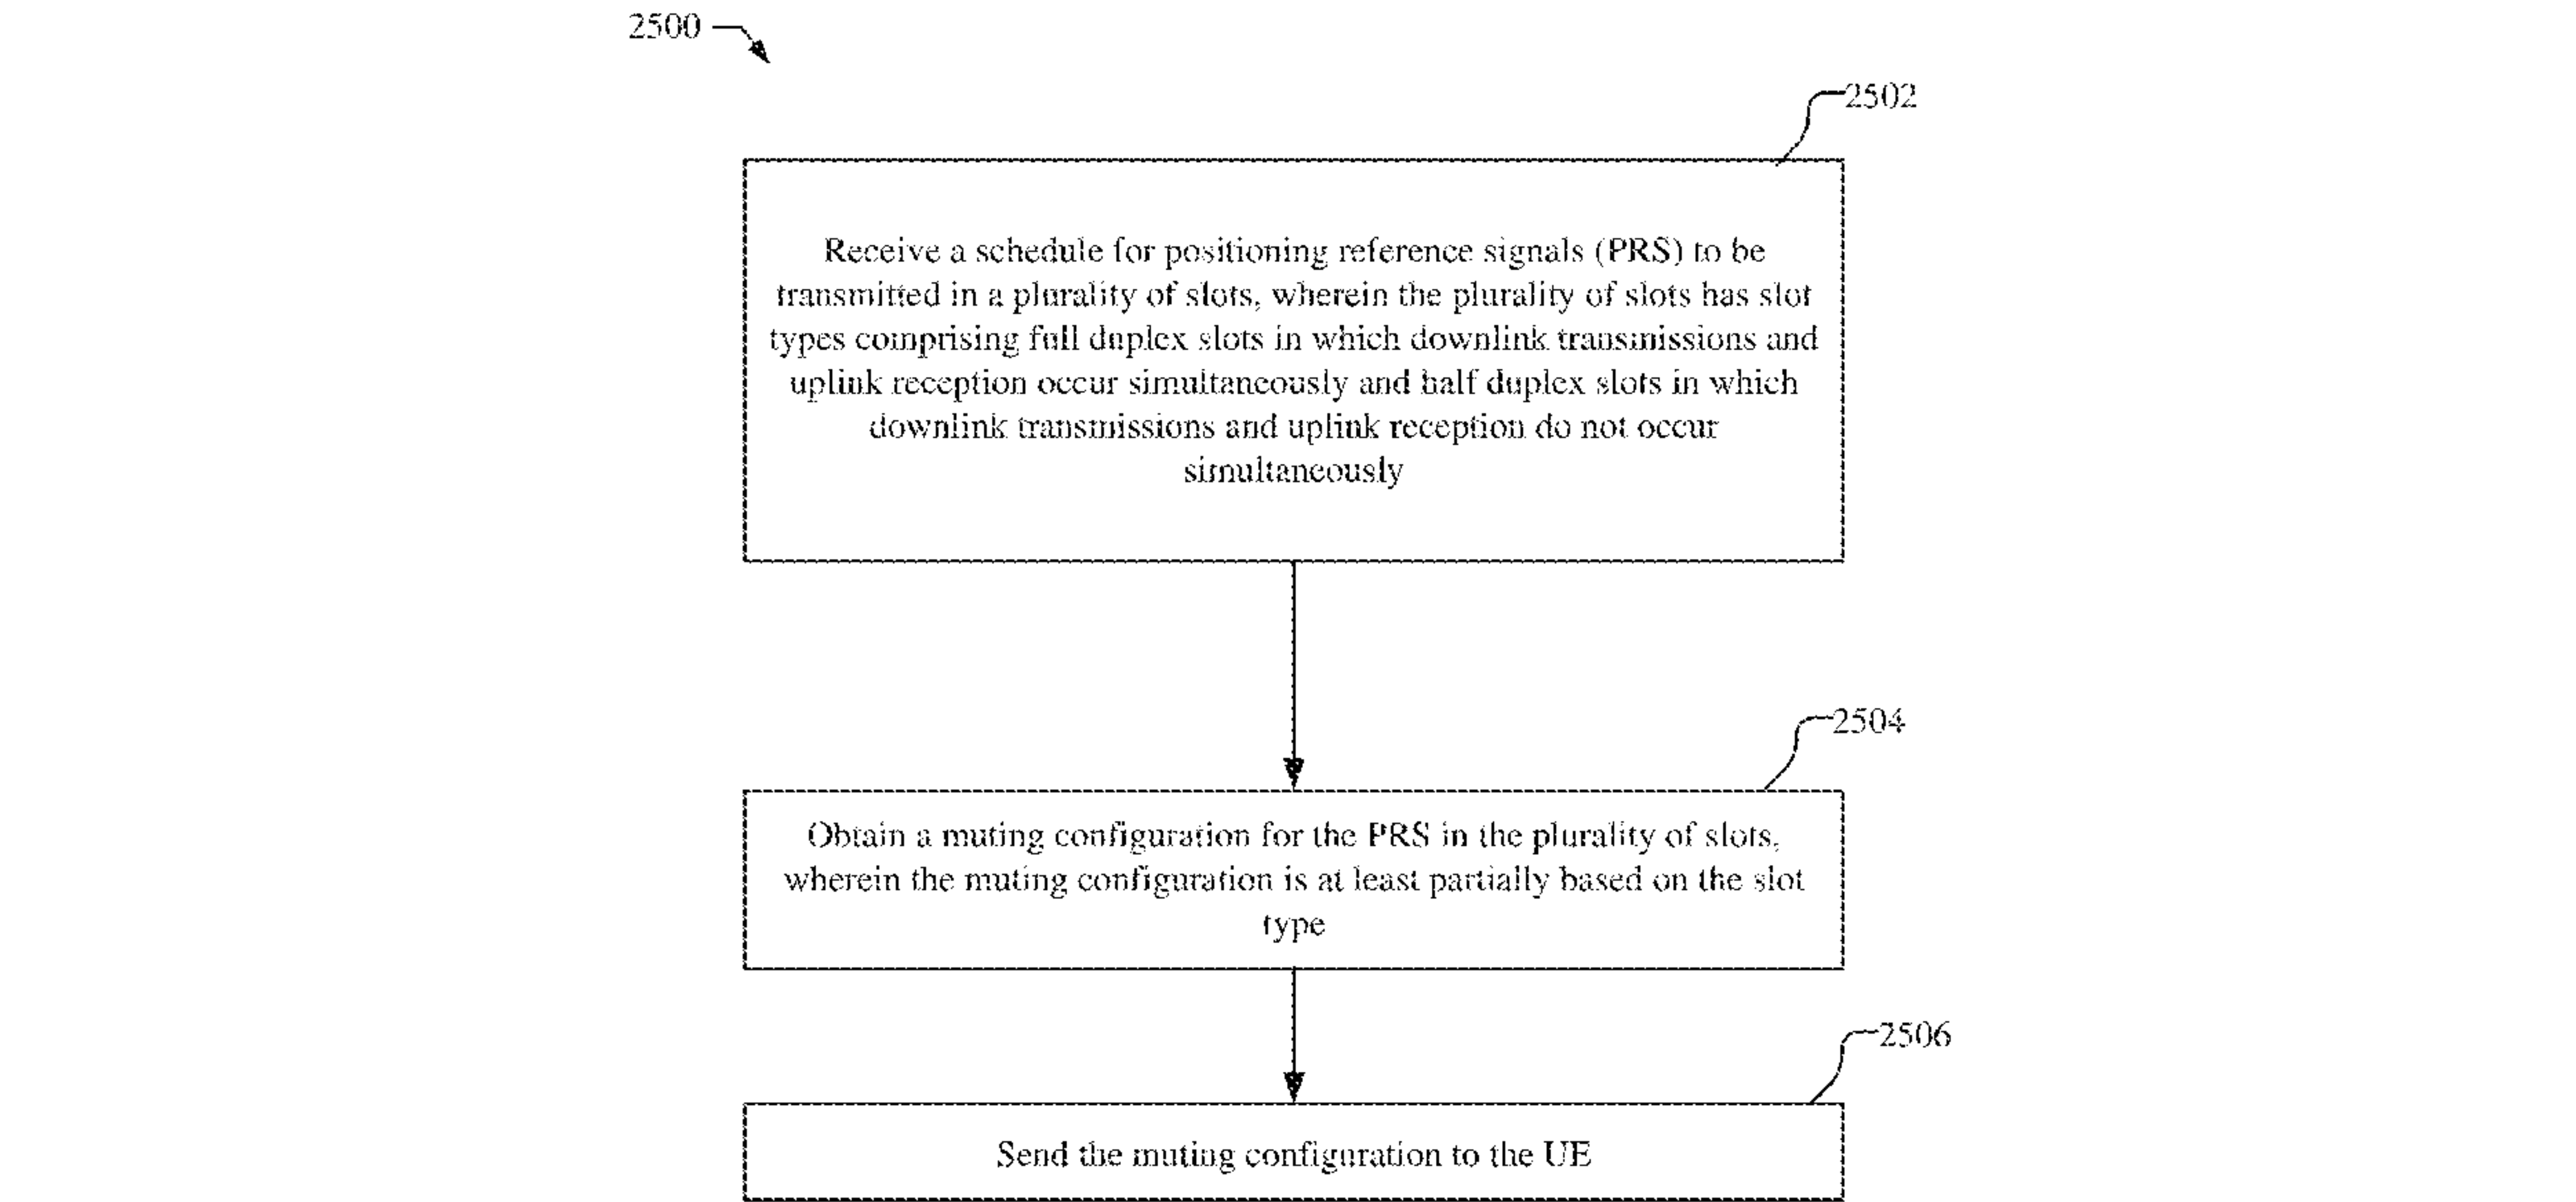 2500
2502
Receive a schedule for positioning reference signals (PRS) to be
transmitted in a plurality of slots, wherein the plurality of slots has slot
types comprising full duplex slots in which downlink transmissions and
uplink reception occur simultaneously and half duplex slots in which
downlink transmissions and uplink reception do not occur
simultaneously
2504
Obtain a muting configuration for the PRS in the plurality of slots,
wherein the muting configuration is at least partially based on the slot
type
2506
Send the muting configuration to the UE